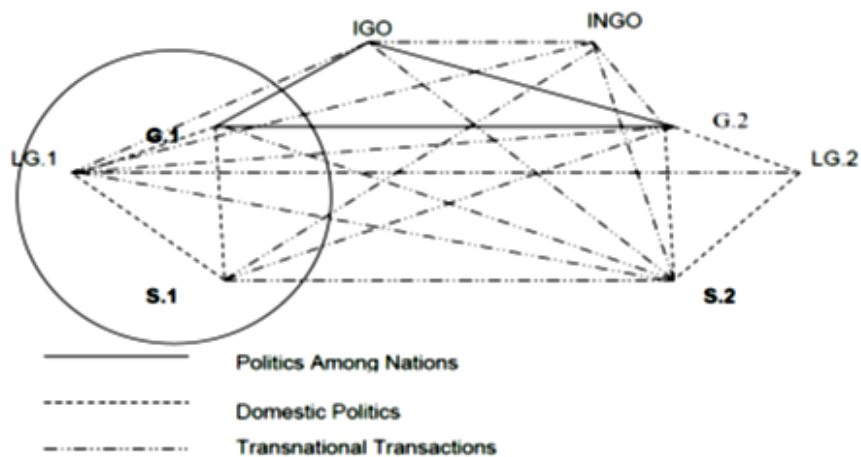 IGO
INGO
G.1
G.2
LG.1
LG.2
S.1
S.2
Politics Among Nations
Domestic Politics
Transnational Transactions